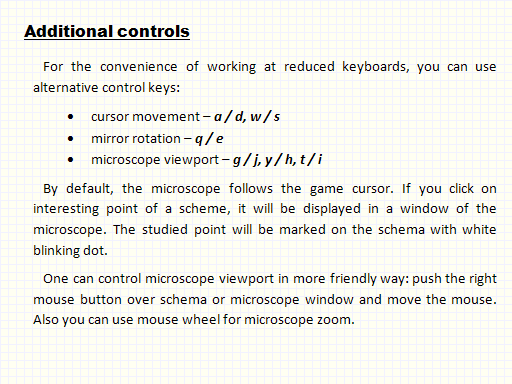 Additional controls
For the convenience of working at reduced keyboards, you can use
alternative control keys:
• cursor movement – a / d, w / s
• mirror rotation – q / e
• microscope viewport – g / j, y / h, t / i
By default, the microscope follows the game cursor. If you click on
interesting point of a scheme, it will be displayed in a window of the
microscope. The studied point will be marked on the schema with white
blinking dot.
One can control microscope viewport in more friendly way: push the right
mouse button over schema or microscope window and move the mouse.
Also you can use mouse wheel for microscope zoom.